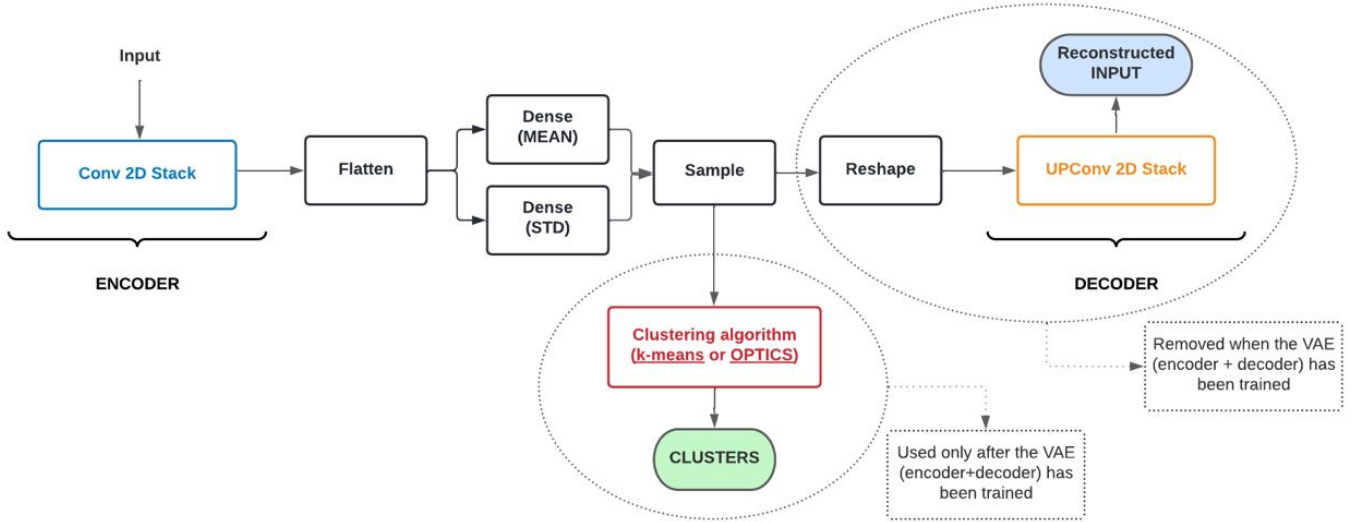 Input
Conv 2D Stack
ENCODER
Flatten
Dense
(MEAN)
Dense
(STD)
Sample
Reshape
UPConv 2D Stack
Reconstructed
INPUT
DECODER
Clustering algorithm
(k-means or OPTICS)
CLUSTERS
Used only after the VAE
(encoder+decoder) has
been trained
Removed when the VAE
(encoder + decoder) has
been trained